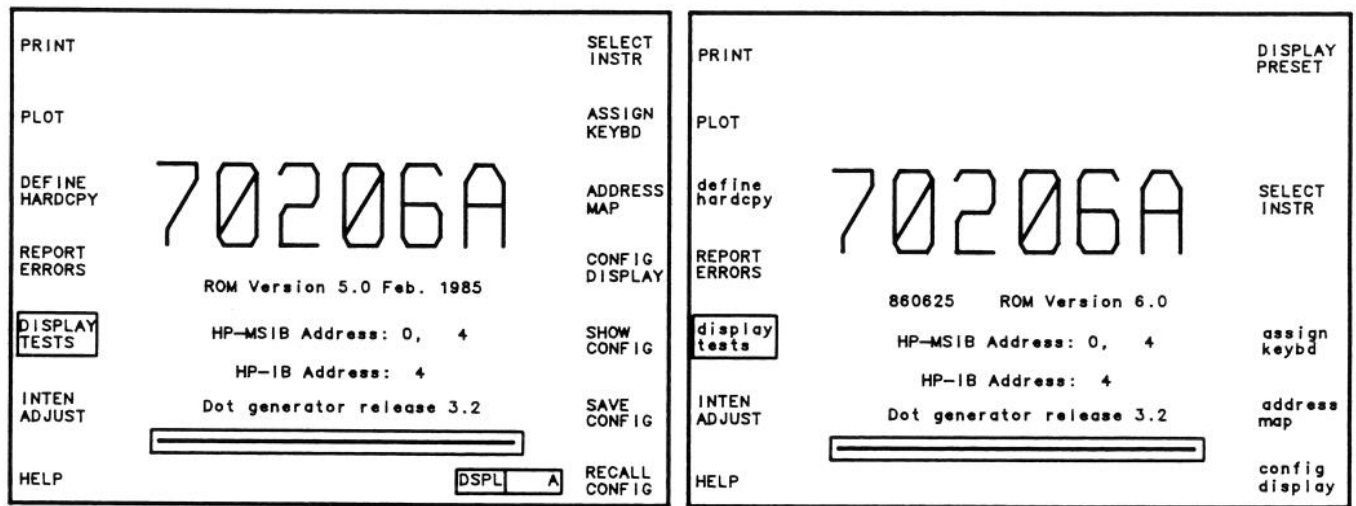 PRINT
PLOT
DEFINE
HARDCPY
REPORT
ERRORS
DISPLAY
TESTS
INTEN
ADJUST
HELP
70206A
ROM Version 5.0 Feb. 1985
HP-MSIB Address: 0, 4
HP-IB Address: 4
Dot generator release 3.2
DSPL A
SELECT
INSTR
ASSIGN
KEYBD
ADDRESS
MAP
CONFIG
DISPLAY
SHOW
CONFIG
SAVE
CONFIG
RECALL
CONFIG
PRINT
PLOT
define
hardcpy
REPORT
ERRORS
display
tests
INTEN
ADJUST
HELP
70206A
860625 ROM Version 6.0
HP-MSIB Address: 0, 4
HP-IB Address: 4
Dot generator release 3.2
DISPLAY
PRESET
SELECT
INSTR
assign
keybd
address
map
config
display